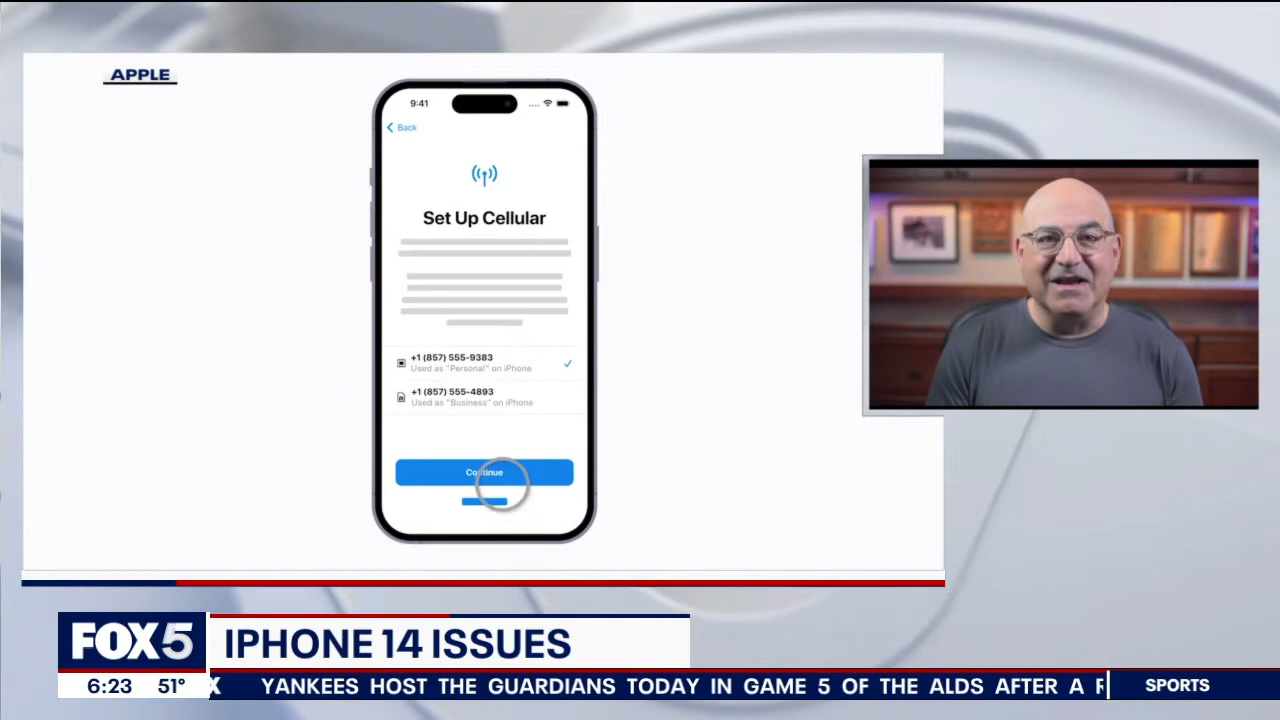 APPLE
9:41
Back
Set Up Cellular
+1 (857) 555-9383
Used as "Personal" on iPhone
+1 (857) 555-4893
Used as "Business" on iPhone
Continue
FOX5
IPHONE 14 ISSUES
6:23 51°
YANKEES HOST THE GUARDIANS TODAY IN GAME 5 OF THE ALDS AFTER A
SPORTS